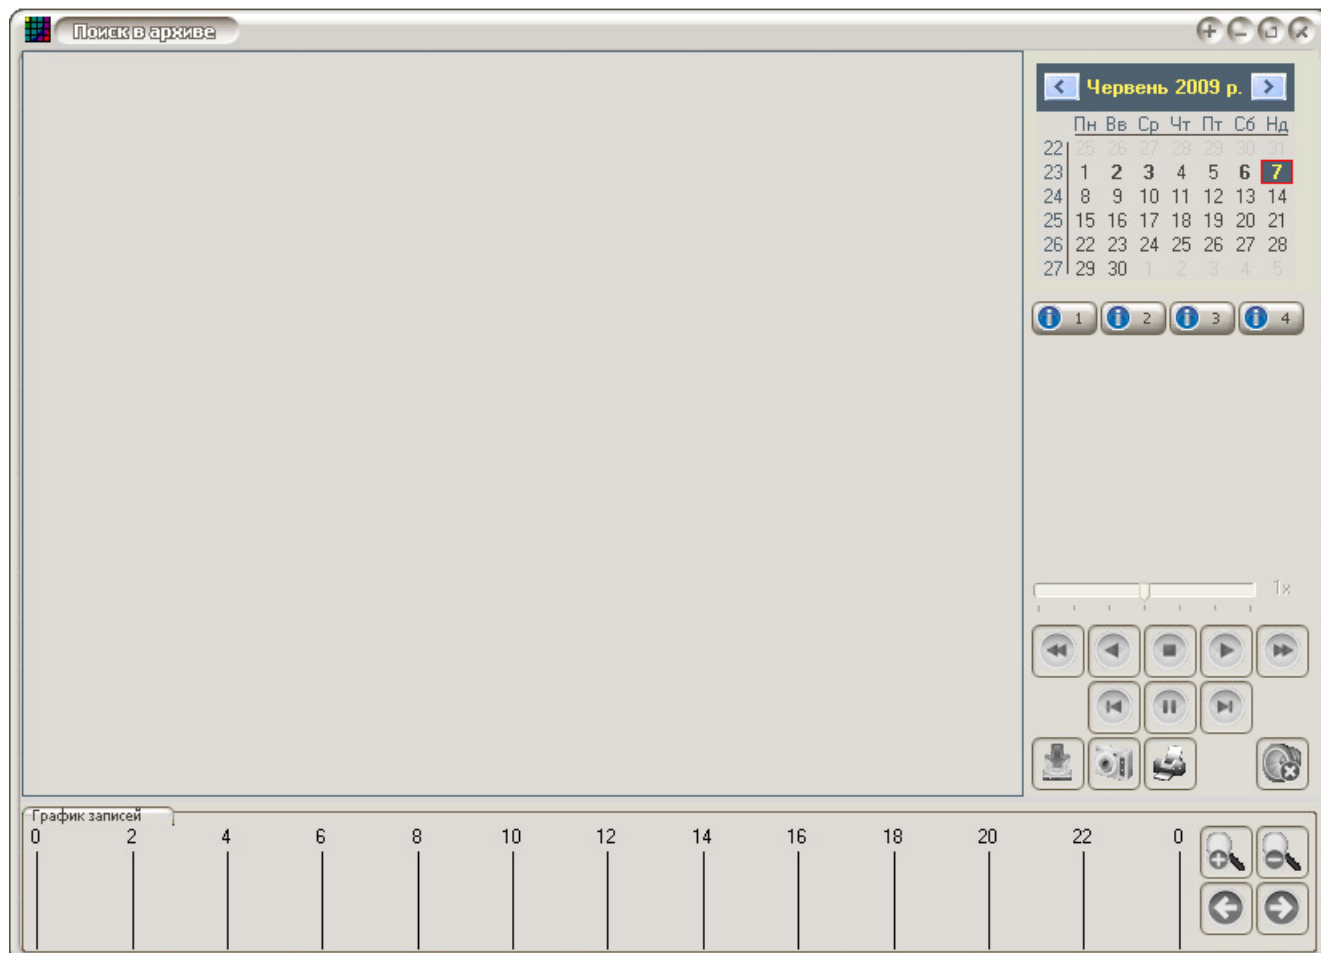 Поиск в архиве
Червень 2009 р.
Пн Вв Ср Чт Пт Сб Нд
22 25 26 27 28 29 30 31
23 1 2 3 4 5 6 7
24 8 9 10 11 12 13 14
25 15 16 17 18 19 20 21
26 22 23 24 25 26 27 28
27 29 30 1 2 3 4 5
1 2 3 4
1x
График записей
0 2 4 6 8 10 12 14 16 18 20 22 0